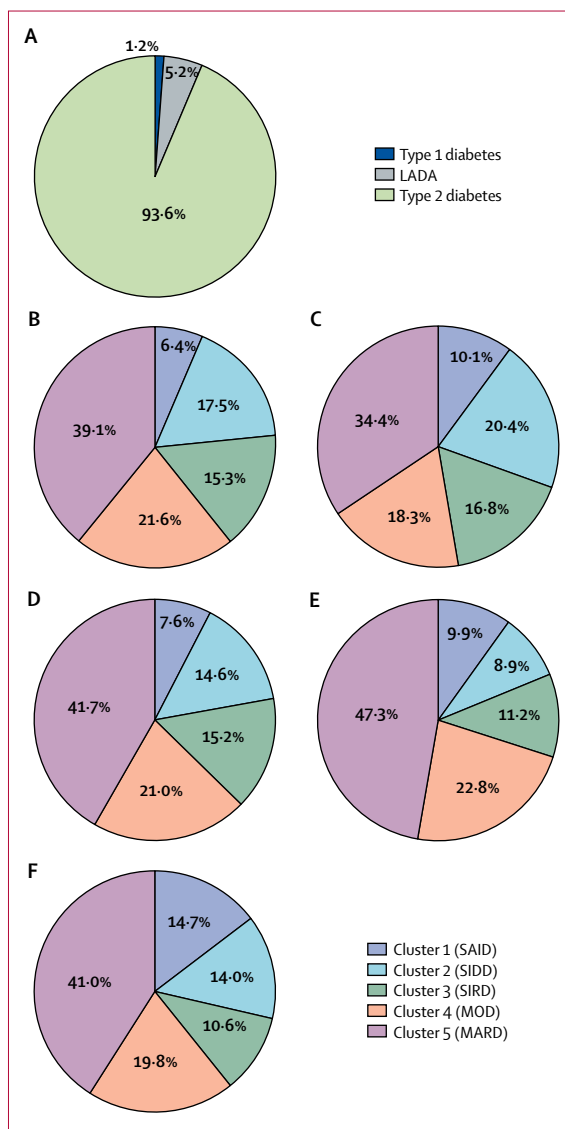 A
1·2%
5·2%
93·6%
Type 1 diabetes
LADA
Type 2 diabetes
B
6·4%
17·5%
15·3%
21·6%
39·1%
C
10·1%
20·4%
16·8%
18·3%
34·4%
D
7·6%
14·6%
15·2%
21·0%
41·7%
E
9·9%
8·9%
11·2%
22·8%
47·3%
F
14·7%
14·0%
10·6%
19·8%
41·0%
Cluster 1 (SAID)
Cluster 2 (SIDD)
Cluster 3 (SIRD)
Cluster 4 (MOD)
Cluster 5 (MARD)